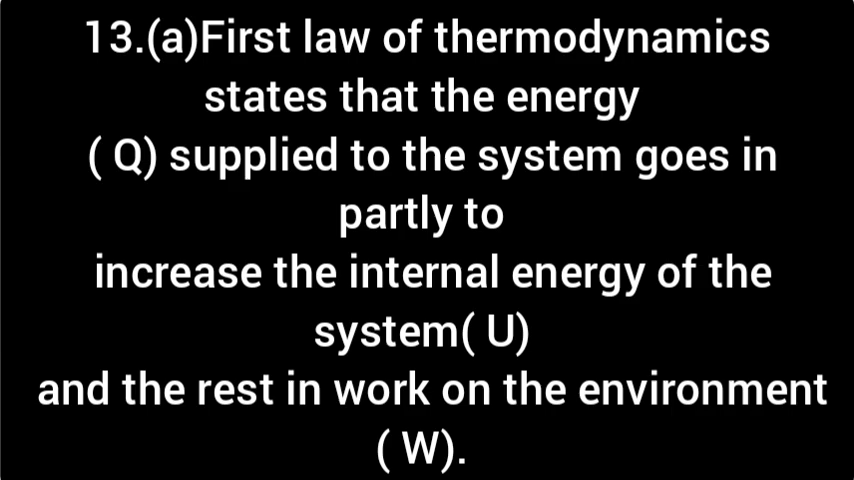 13.(a)First law of thermodynamics
states that the energy
( Q) supplied to the system goes in
partly to
increase the internal energy of the
system( U)
and the rest in work on the environment
( W).